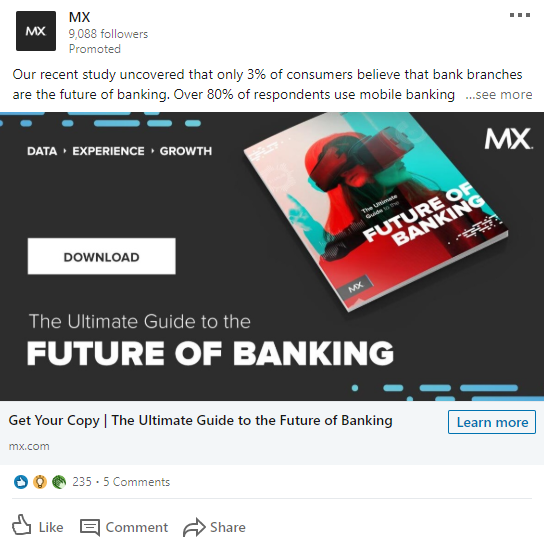 MX
MX
9,088 followers
Promoted
Our recent study uncovered that only 3% of consumers believe that bank branches
are the future of banking. Over 80% of respondents use mobile banking ...see more
DATA › EXPERIENCE › GROWTH
MX
The Ultimate
Guide to the
FUTURE OF
BANKING
MX
DOWNLOAD
The Ultimate Guide to the
FUTURE OF BANKING
Get Your Copy | The Ultimate Guide to the Future of Banking
Learn more
mx.com
235 • 5 Comments
Like
Comment
Share